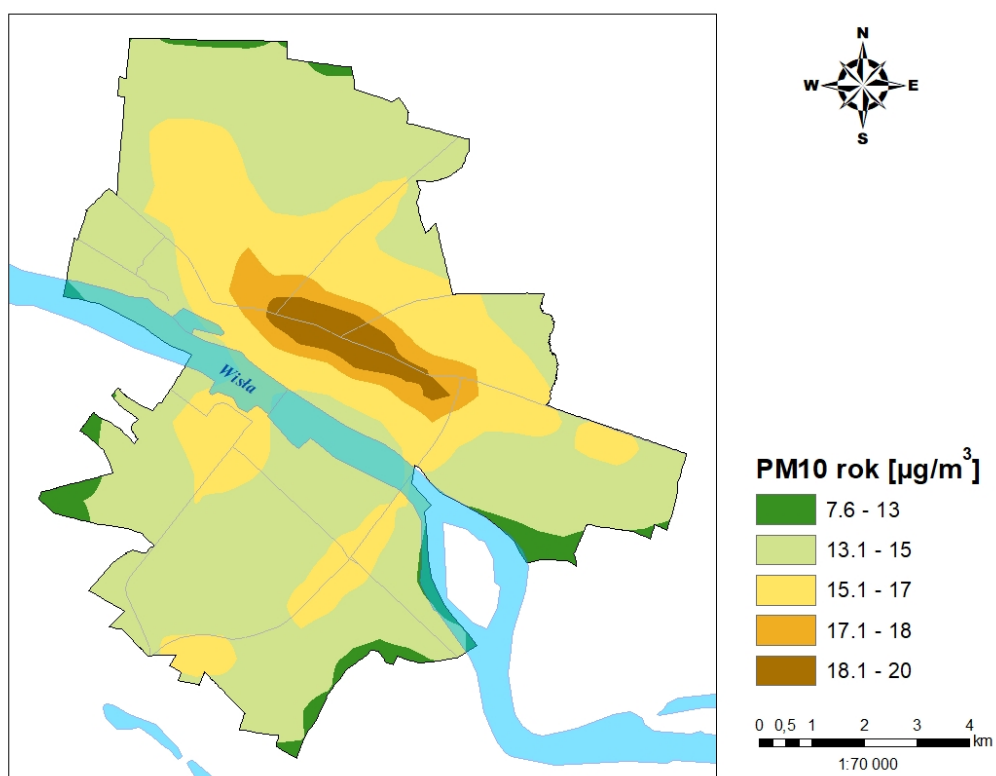 N
W E
S
Wisła
PM10 rok [µg/m³]
7.6 - 13
13.1 - 15
15.1 - 17
17.1 - 18
18.1 - 20
0 0,5 1 2 3 4
km
1:70 000